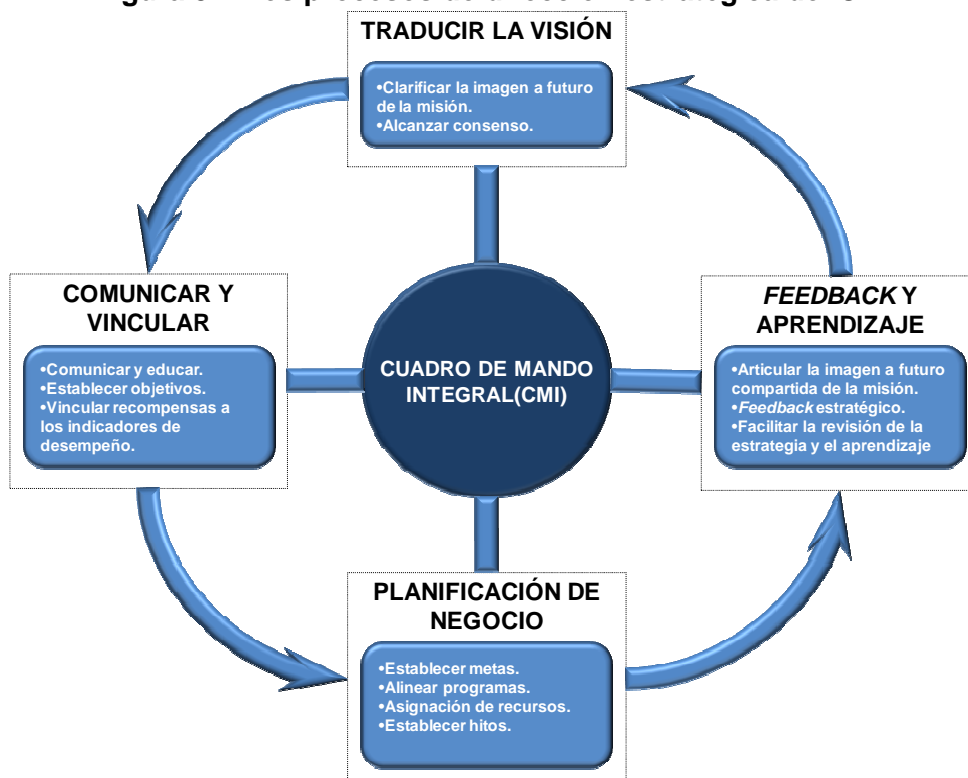 TRADUCIR LA VISIÓN
•Clarificar la imagen a futuro
de la misión.
•Alcanzar consenso.
COMUNICAR Y
VINCULAR
•Comunicar y educar.
•Establecer objetivos.
•Vincular recompensas a
los indicadores de
desempeño.
CUADRO DE MANDO
INTEGRAL(CMI)
FEEDBACK Y
APRENDIZAJE
•Articular la imagen a futuro
compartida de la misión.
•Feedback estratégico.
•Facilitar la revisión de la
estrategia y el aprendizaje
PLANIFICACIÓN DE
NEGOCIO
•Establecer metas.
•Alinear programas.
•Asignación de recursos.
•Establecer hitos.